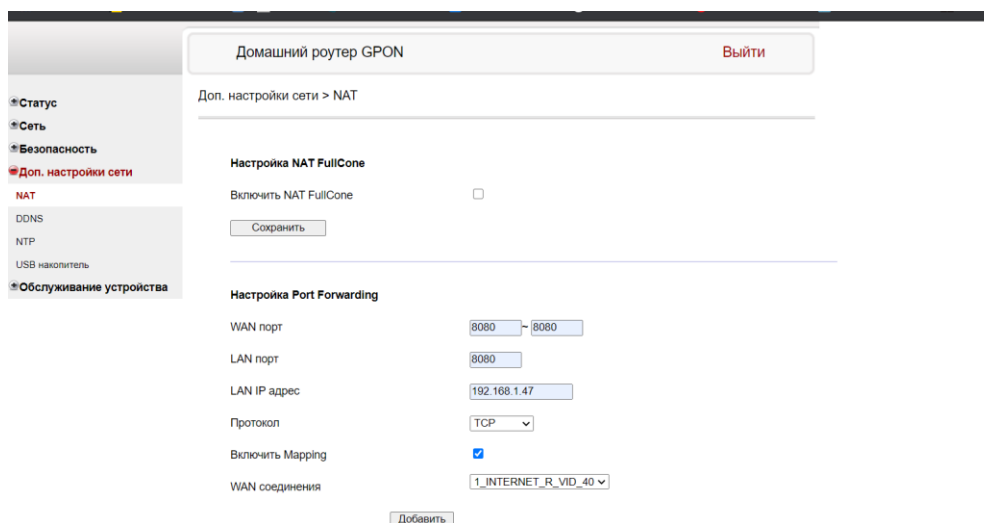 Домашний роутер GPON
Выйти
Статус
Сеть
Безопасность
Доп. настройки сети
NAT
DDNS
NTP
USB накопитель
Обслуживание устройства
Доп. настройки сети > NAT
Настройка NAT FullCone
Включить NAT FullCone
Сохранить
Настройка Port Forwarding
WAN порт 8080 ~ 8080
LAN порт 8080
LAN IP адрес 192.168.1.47
Протокол TCP
Включить Mapping
WAN соединения 1_INTERNET_R_VID_40
Добавить